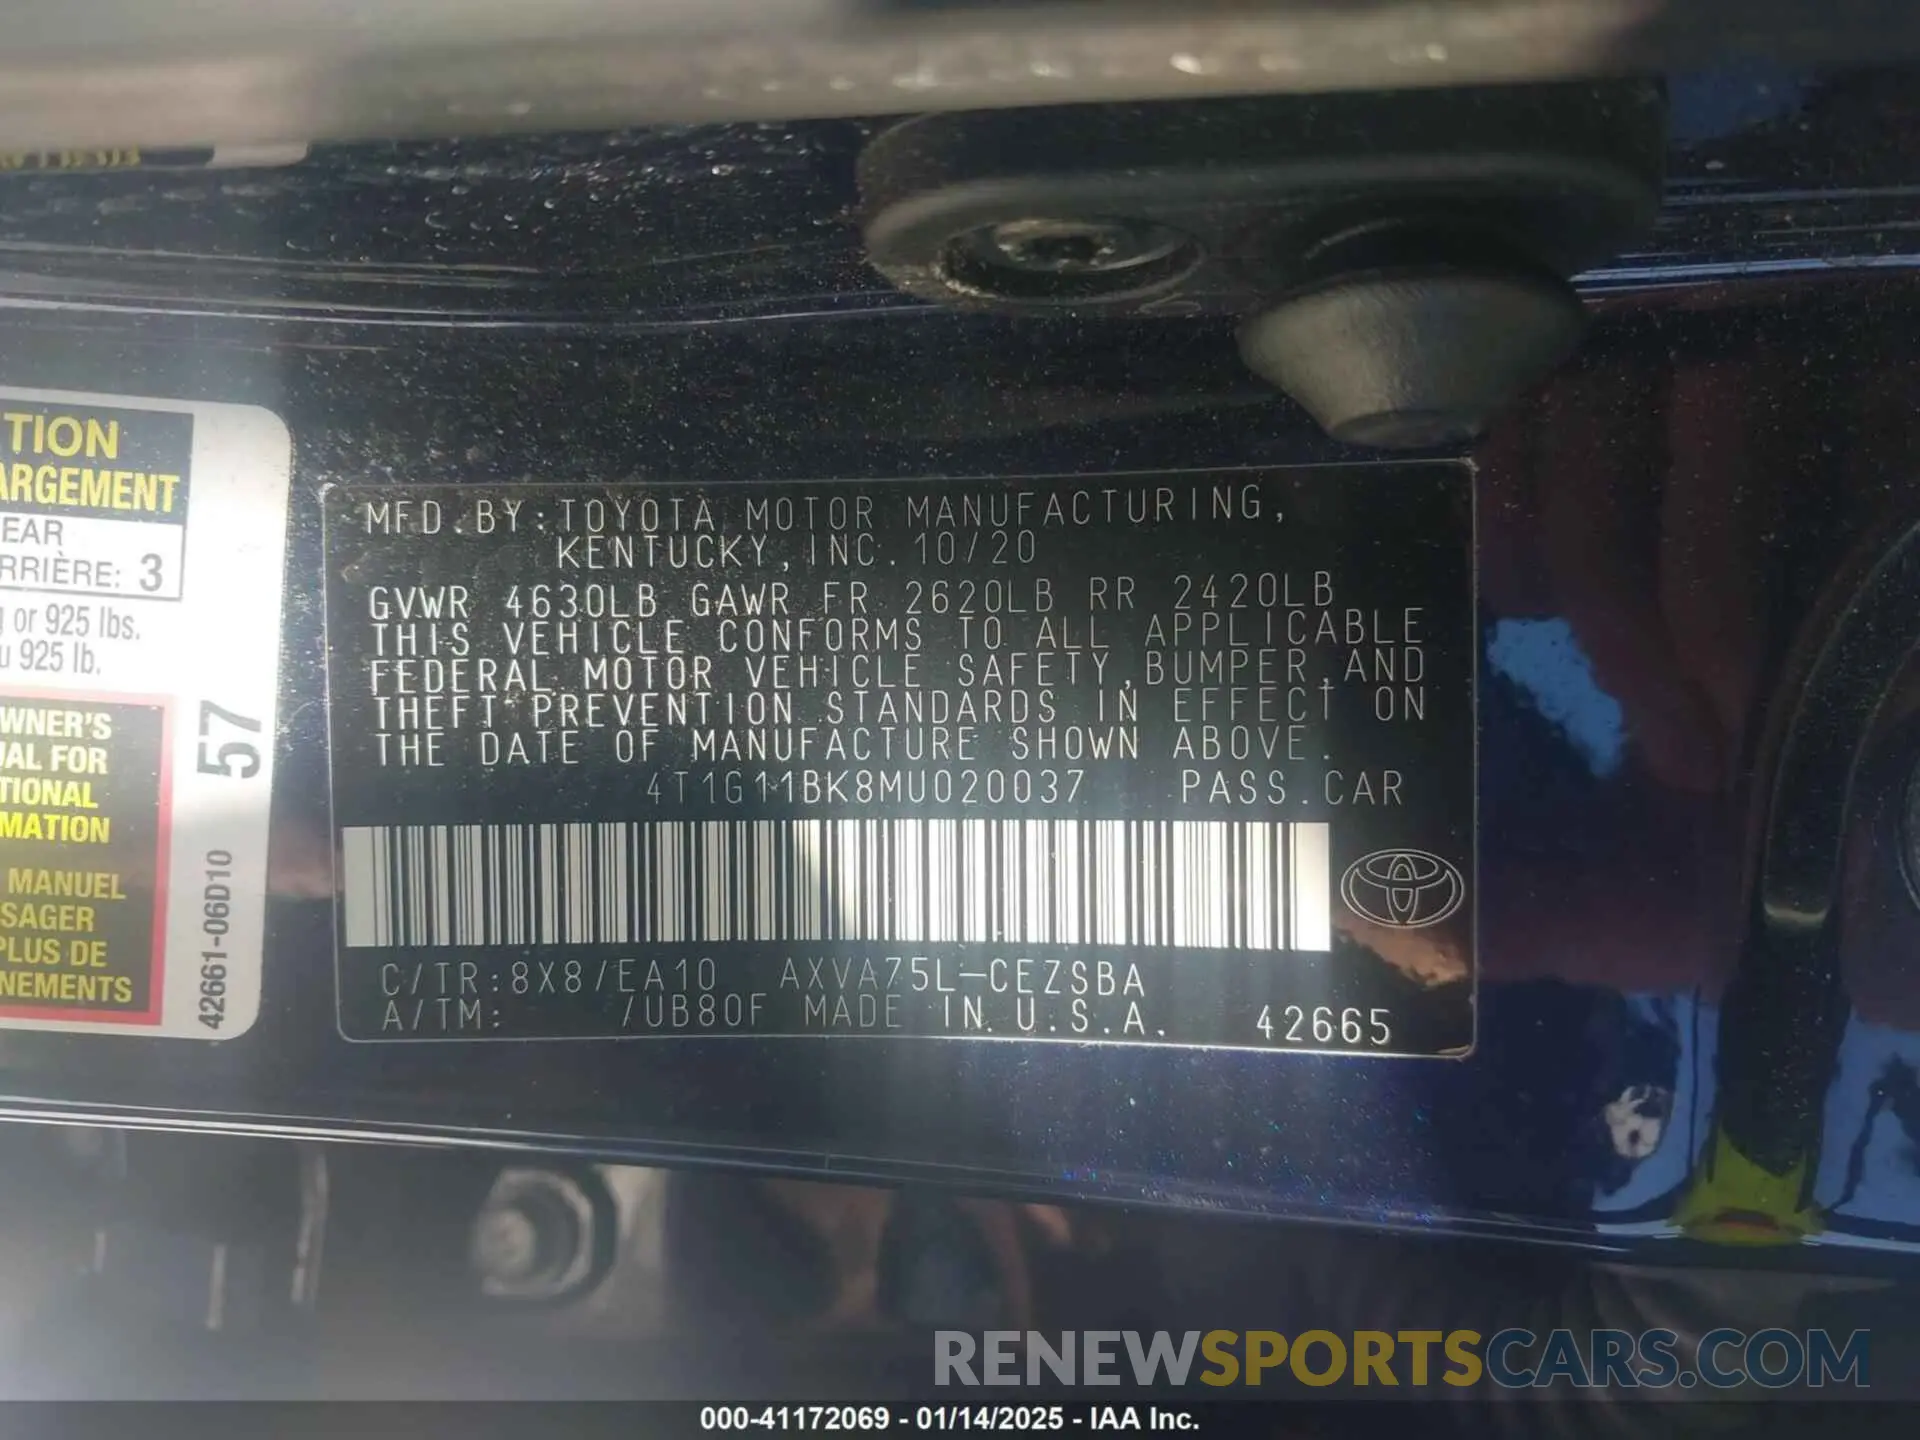 TION
ARGEMENT
EAR
RRIÈRE: 3
or 925 lbs.
u 925 lb.
WNER'S
UAL FOR
TIONAL
MATION
MANUEL
SAGER
PLUS DE
NEMENTS
57
42661-06D10
MFD.BY:TOYOTA MOTOR MANUFACTURING,
KENTUCKY, INC. 10/20
GVWR 4630LB GAWR FR 2620LB RR 2420LB
THIS VEHICLE CONFORMS TO ALL APPLICABLE
FEDERAL MOTOR VEHICLE SAFETY,BUMPER,AND
THEFT PREVENTION STANDARDS IN EFFECT ON
THE DATE OF MANUFACTURE SHOWN ABOVE.
4T1G11BK8MU020037 PASS.CAR
C/TR:8X8/EA10 AXVA75L-CEZSBA
A/TM: /UB80F MADE IN U.S.A. 42665
RENEWSPORTSCARS.COM
000-41172069 - 01/14/2025 - IAA Inc.